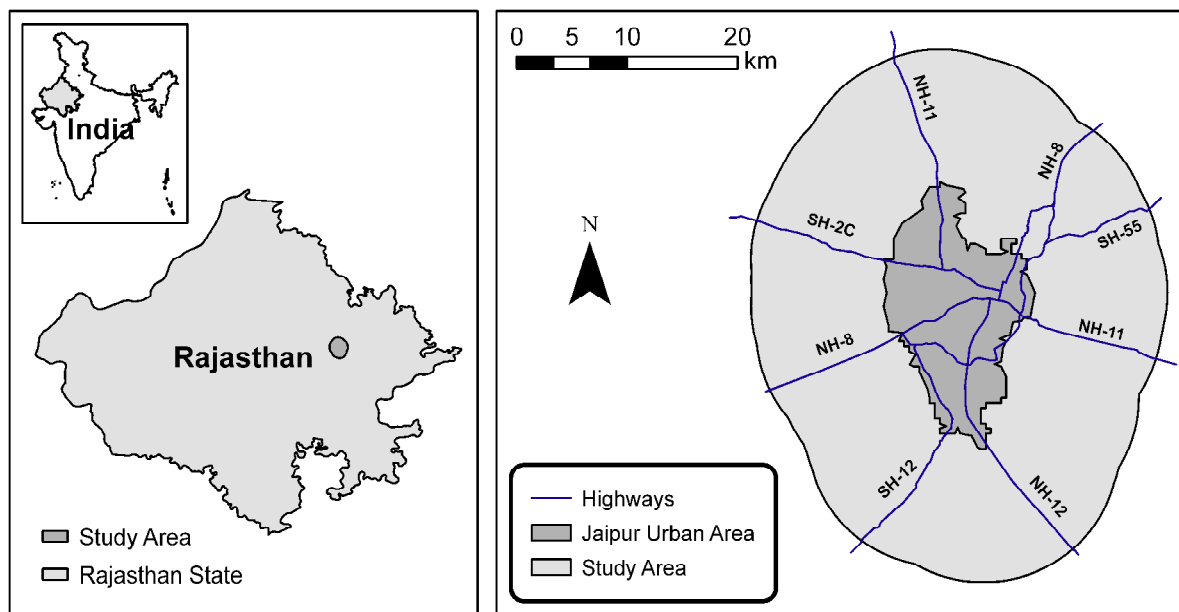 India
Rajasthan
Study Area
Rajasthan State
0 5 10 20
km
N
NH-11
NH-8
SH-2C
SH-55
NH-8
NH-11
SH-12
NH-12
Highways
Jaipur Urban Area
Study Area